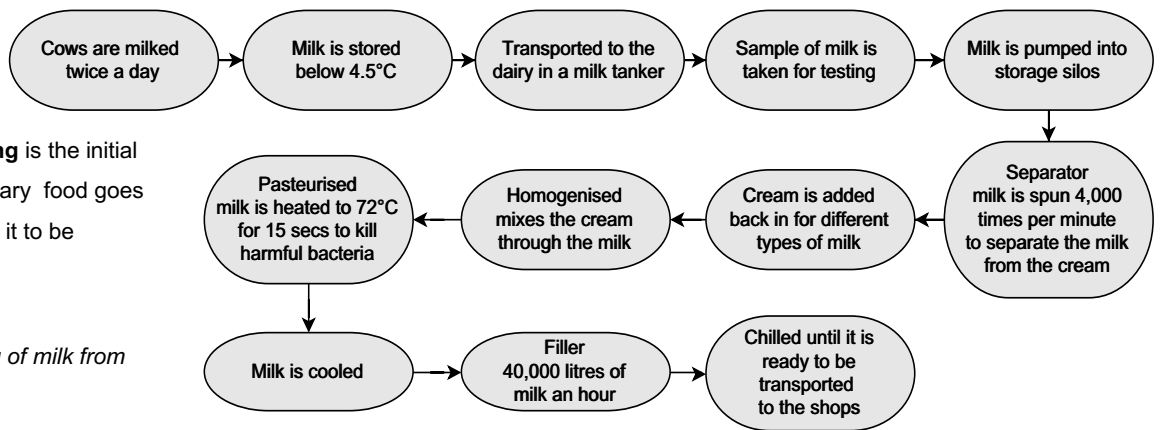 Cows are milked
twice a day
Milk is stored
below 4.5°C
Transported to the
dairy in a milk tanker
Sample of milk is
taken for testing
Milk is pumped into
storage silos
Separator
milk is spun 4,000
times per minute
to separate the milk
from the cream
Cream is added
back in for different
types of milk
Homogenised
mixes the cream
through the milk
Pasteurised
milk is heated to 72°C
for 15 secs to kill
harmful bacteria
Milk is cooled
Filler
40,000 litres of
milk an hour
Chilled until it is
ready to be
transported
to the shops
is the initial
food goes
it to be
of milk from